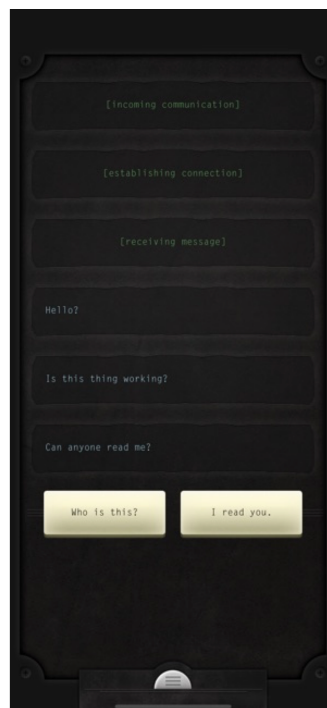 [incoming communication]
[establishing connection]
[receiving message]
Hello?
Is this thing working?
Can anyone read me?
Who is this?
I read you.